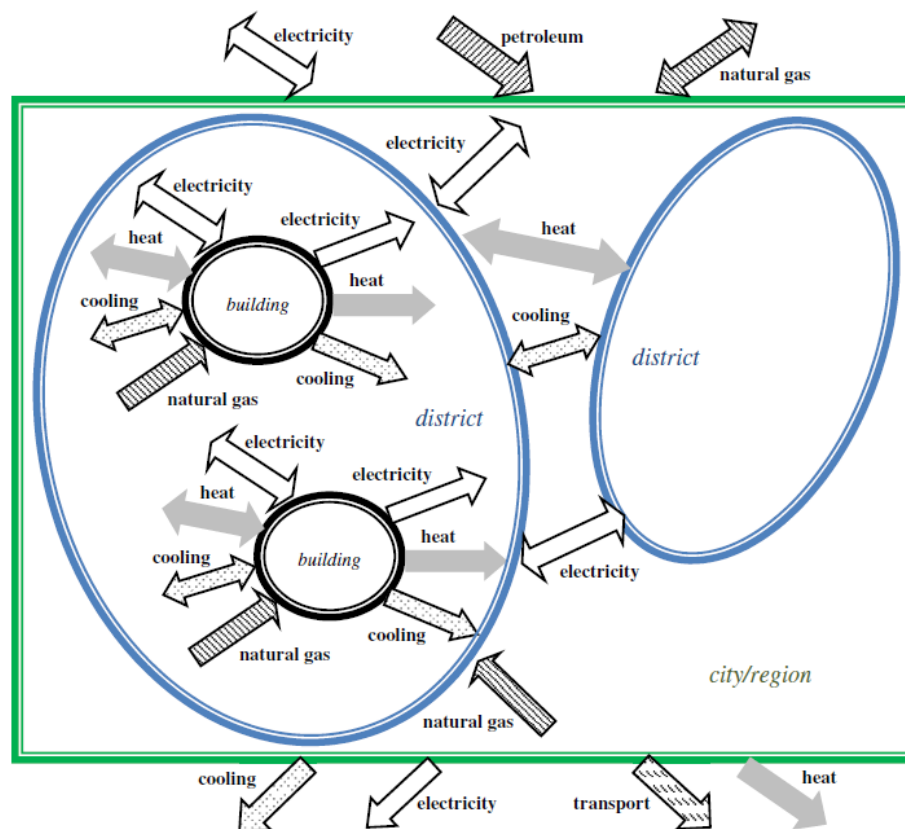 electricity
petroleum
natural gas
electricity
electricity
electricity
heat
heat
building
heat
cooling
cooling
cooling
natural gas
district
district
electricity
electricity
heat
heat
cooling
building
electricity
natural gas
cooling
city/region
natural gas
cooling
electricity
transport
heat